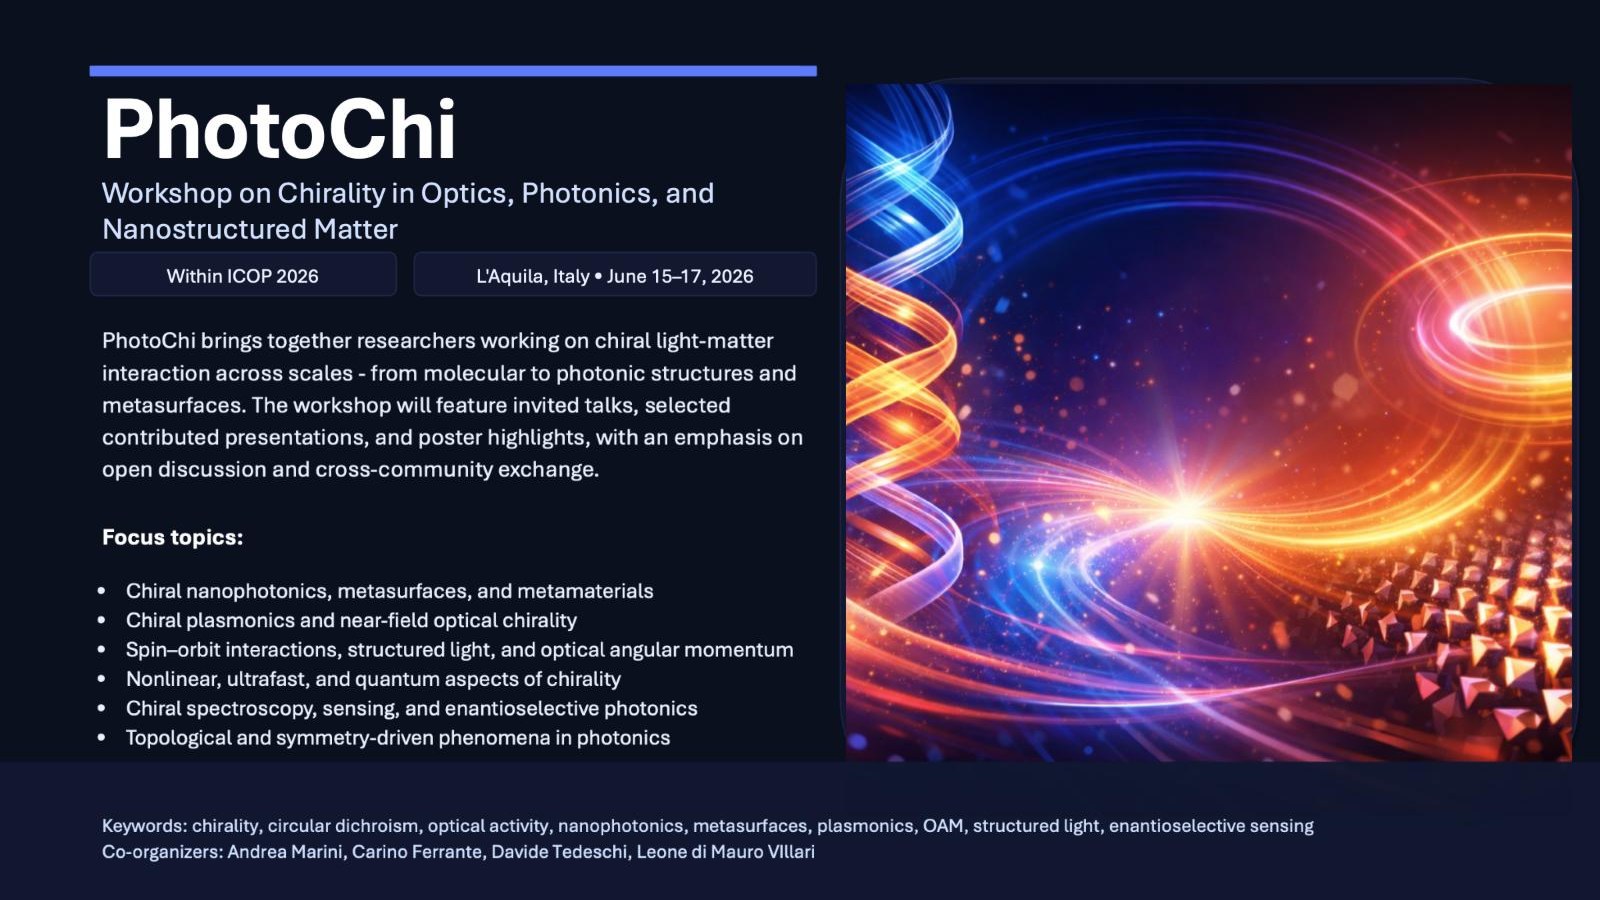 PhotoChi
Workshop on Chirality in Optics, Photonics, and
Nanostructured Matter
Within ICOP 2026
L'Aquila, Italy • June 15–17, 2026
PhotoChi brings together researchers working on chiral light-matter
interaction across scales - from molecular to photonic structures and
metasurfaces. The workshop will feature invited talks, selected
contributed presentations, and poster highlights, with an emphasis on
open discussion and cross-community exchange.
Focus topics:
• Chiral nanophotonics, metasurfaces, and metamaterials
• Chiral plasmonics and near-field optical chirality
• Spin–orbit interactions, structured light, and optical angular momentum
• Nonlinear, ultrafast, and quantum aspects of chirality
• Chiral spectroscopy, sensing, and enantioselective photonics
• Topological and symmetry-driven phenomena in photonics
Keywords: chirality, circular dichroism, optical activity, nanophotonics, metasurfaces, plasmonics, OAM, structured light, enantioselective sensing
Co-organizers: Andrea Marini, Carino Ferrante, Davide Tedeschi, Leone di Mauro VIllari